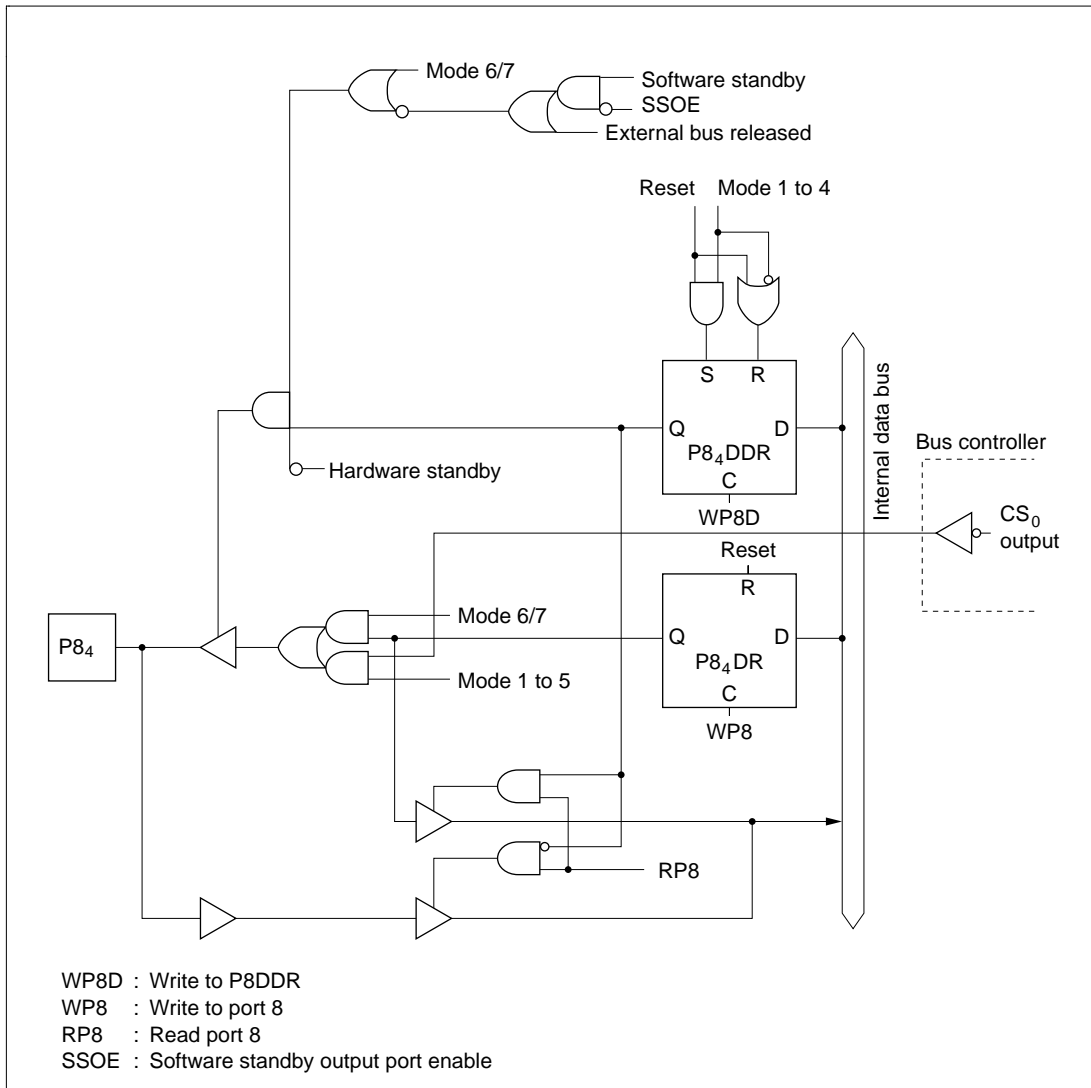 Mode 6/7
Software standby
SSOE
External bus released
Reset Mode 1 to 4
S R
Q D
P84DDR
C
WP8D
Hardware standby
Internal data bus
Bus controller
CS0
output
Reset
R
Mode 6/7
Q D
P84DR
C
WP8
P84
Mode 1 to 5
RP8
WP8D : Write to P8DDR
WP8 : Write to port 8
RP8 : Read port 8
SSOE : Software standby output port enable